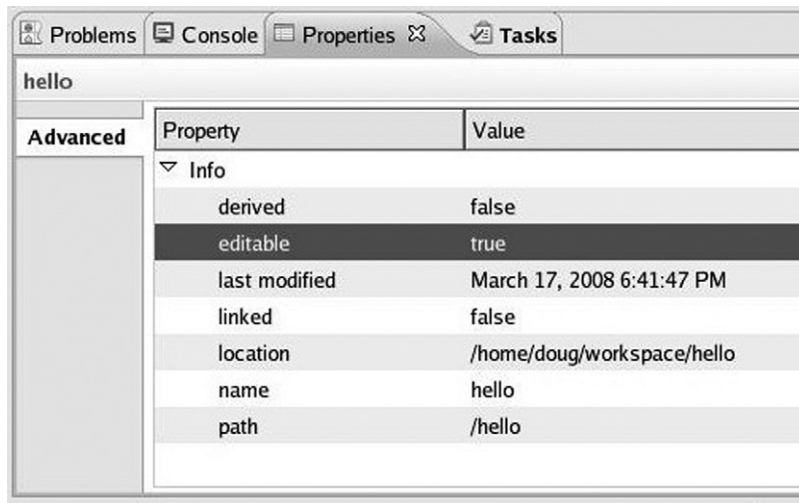 Problems Console Properties Tasks
hello
Advanced
Property Value
Info
derived false
editable true
last modified March 17, 2008 6:41:47 PM
linked false
location /home/doug/workspace/hello
name hello
path /hello